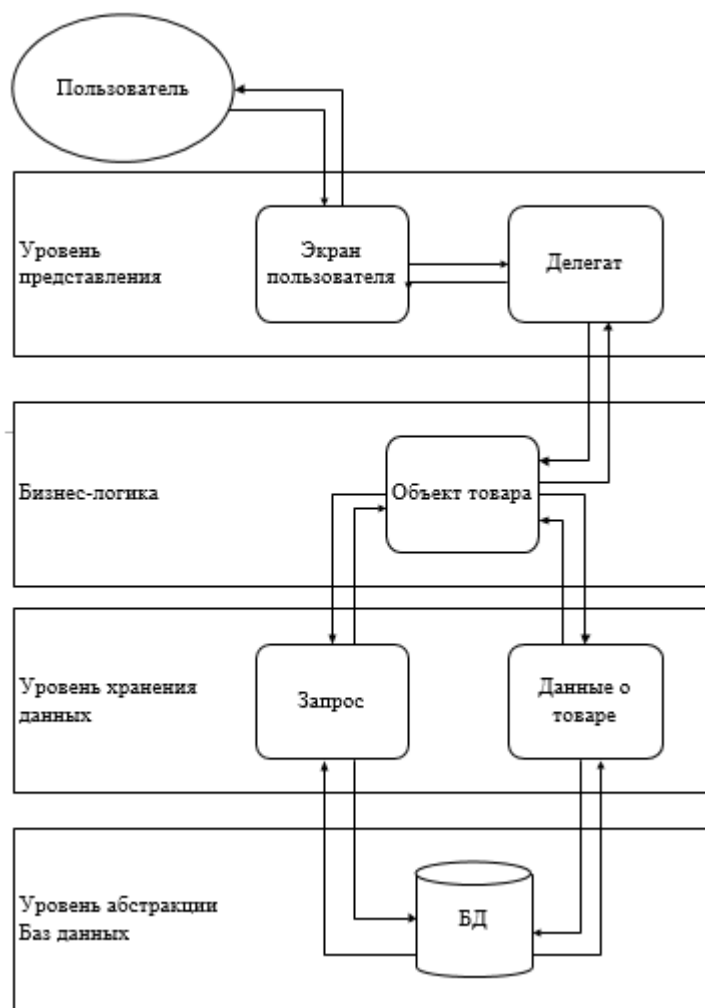 Пользователь
Уровень
представления
Экран
пользователя
Делегат
Бизнес-логика
Объект товара
Уровень хранения
данных
Запрос
Данные о
товаре
Уровень абстракции
Баз данных
БД